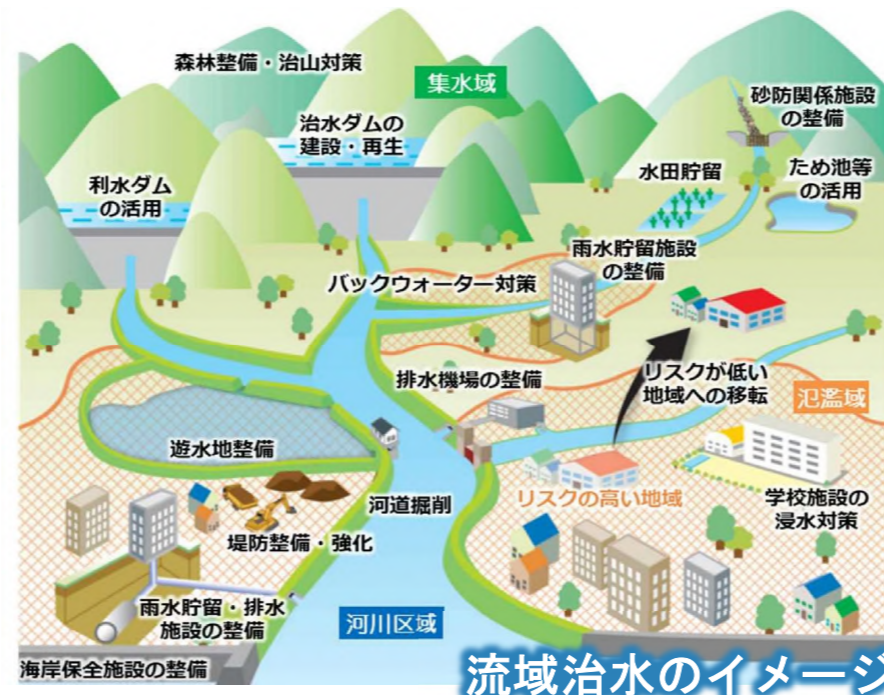 森林整備・治山対策
集水域
砂防関係施設
の整備
治水ダムの
建設・再生
水田貯留
ため池等
の活用
利水ダム
の活用
雨水貯留施設
の整備
バックウォーター対策
排水機場の整備
リスクが低い
地域への移転
氾濫域
遊水地整備
河道掘削
リスクの高い地域
学校施設の
浸水対策
堤防整備・強化
雨水貯留・排水
施設の整備
河川区域
海岸保全施設の整備
流域治水のイメージ